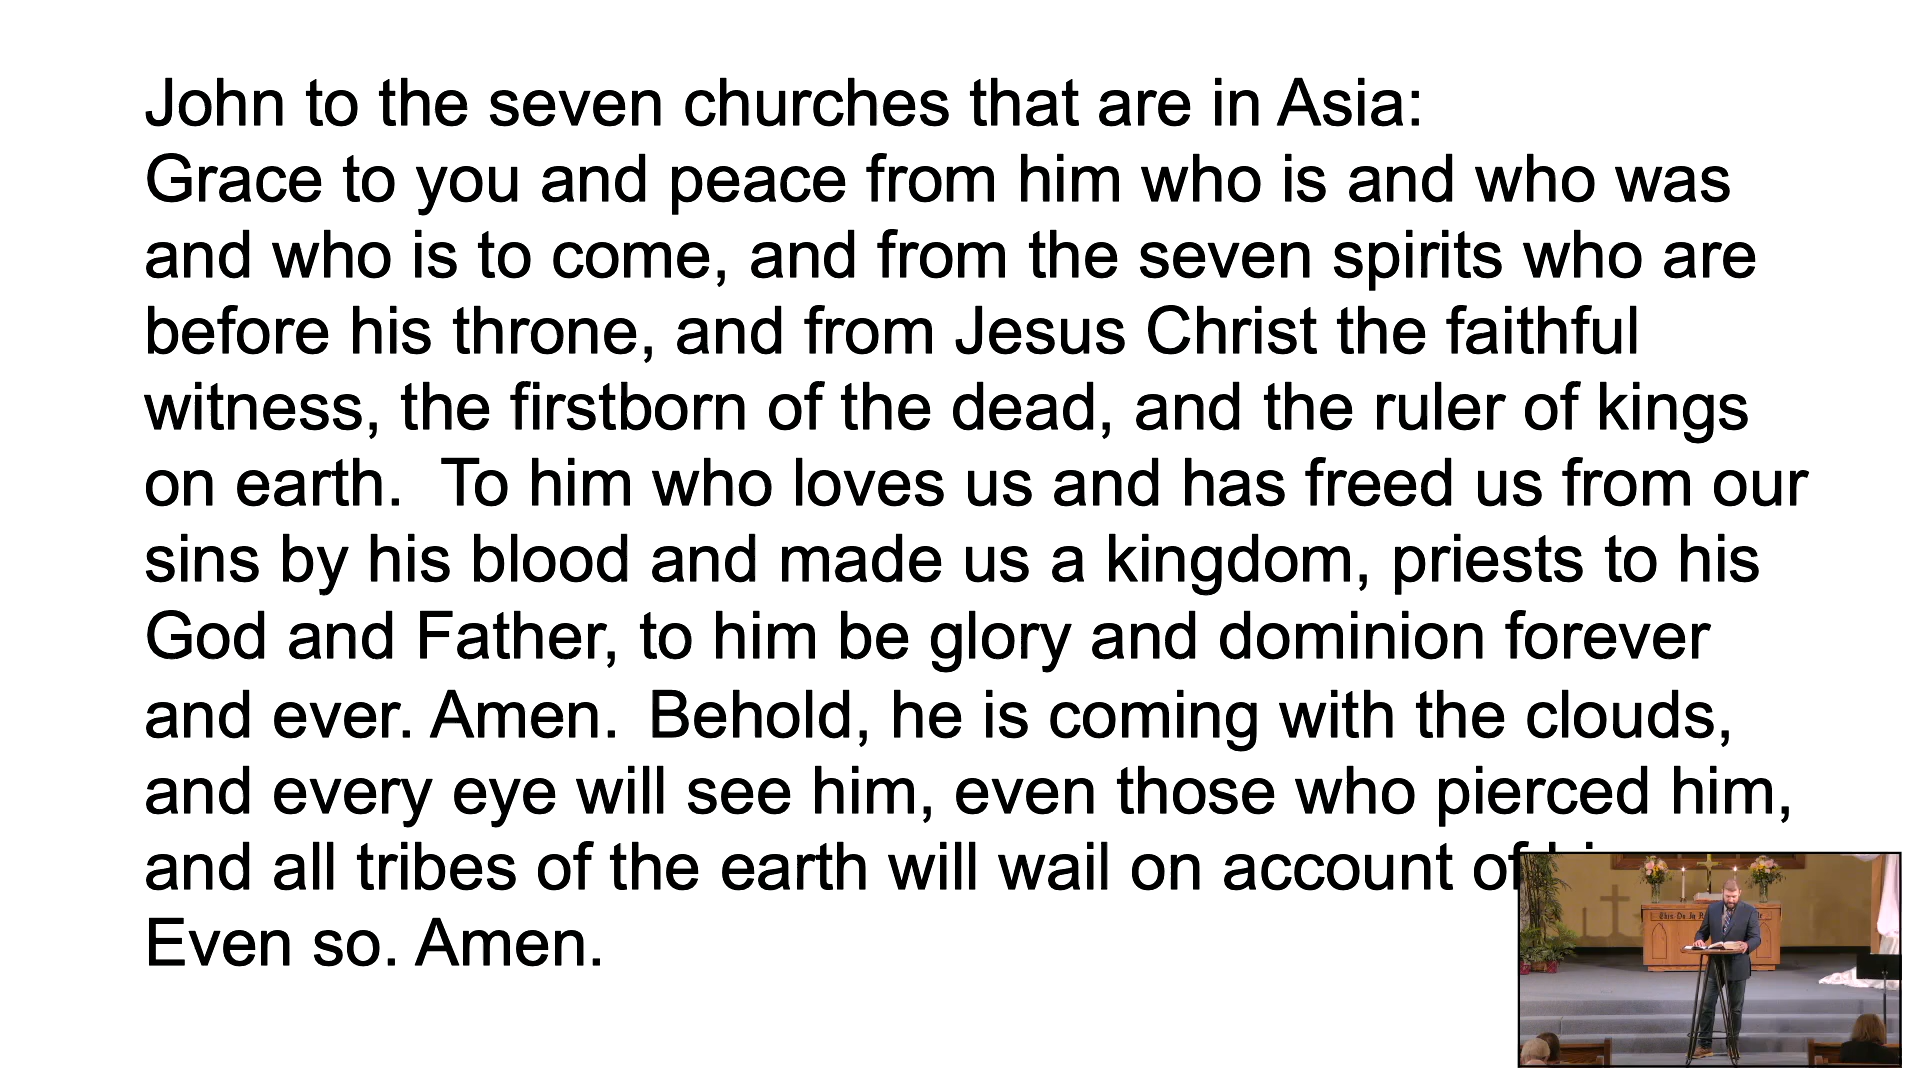 John to the seven churches that are in Asia:
Grace to you and peace from him who is and who was
and who is to come, and from the seven spirits who are
before his throne, and from Jesus Christ the faithful
witness, the firstborn of the dead, and the ruler of kings
on earth. To him who loves us and has freed us from our
sins by his blood and made us a kingdom, priests to his
God and Father, to him be glory and dominion forever
and ever. Amen. Behold, he is coming with the clouds,
and every eye will see him, even those who pierced him,
and all tribes of the earth will wail on account of
Even so. Amen.
This Do In